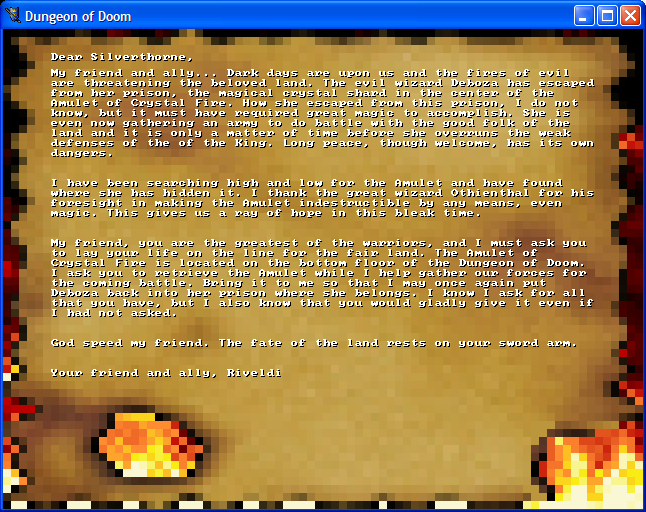 Dungeon of Doom
Dear Silverthorne,
My friend and ally... Dark days are upon us and the fires of evil
are threatening the beloved land. The evil wizard Deboza has escaped
from her prison, the magical crystal shard in the center of the
Amulet of Crystal Fire. How she escaped from this prison, I do not
know, but it must have required great magic to accomplish. She is
even now gathering an army to do battle with the good folk of the
land and it is only a matter of time before she overruns the weak
defenses of the of the King. Long peace, though welcome, has its own
dangers.
I have been searching high and low for the Amulet and have found
where she has hidden it. I thank the great wizard Othienthal for his
foresight in making the Amulet indestructible by any means, even
magic. This gives us a ray of hope in this bleak time.
My friend, you are the greatest of the warriors, and I must ask you
to lay your life on the line for the fair land. The Amulet of
Crystal Fire is located on the bottom floor of the Dungeon of Doom.
I ask you to retrieve the Amulet while I help gather our forces for
the coming battle. Bring it to me so that I may once again put
Deboza back into her prison where she belongs. I know I ask for all
that you have, but I also know that you would gladly give it even if
I had not asked.
God speed my friend. The fate of the land rests on your sword arm.
Your friend and ally, Riveldi